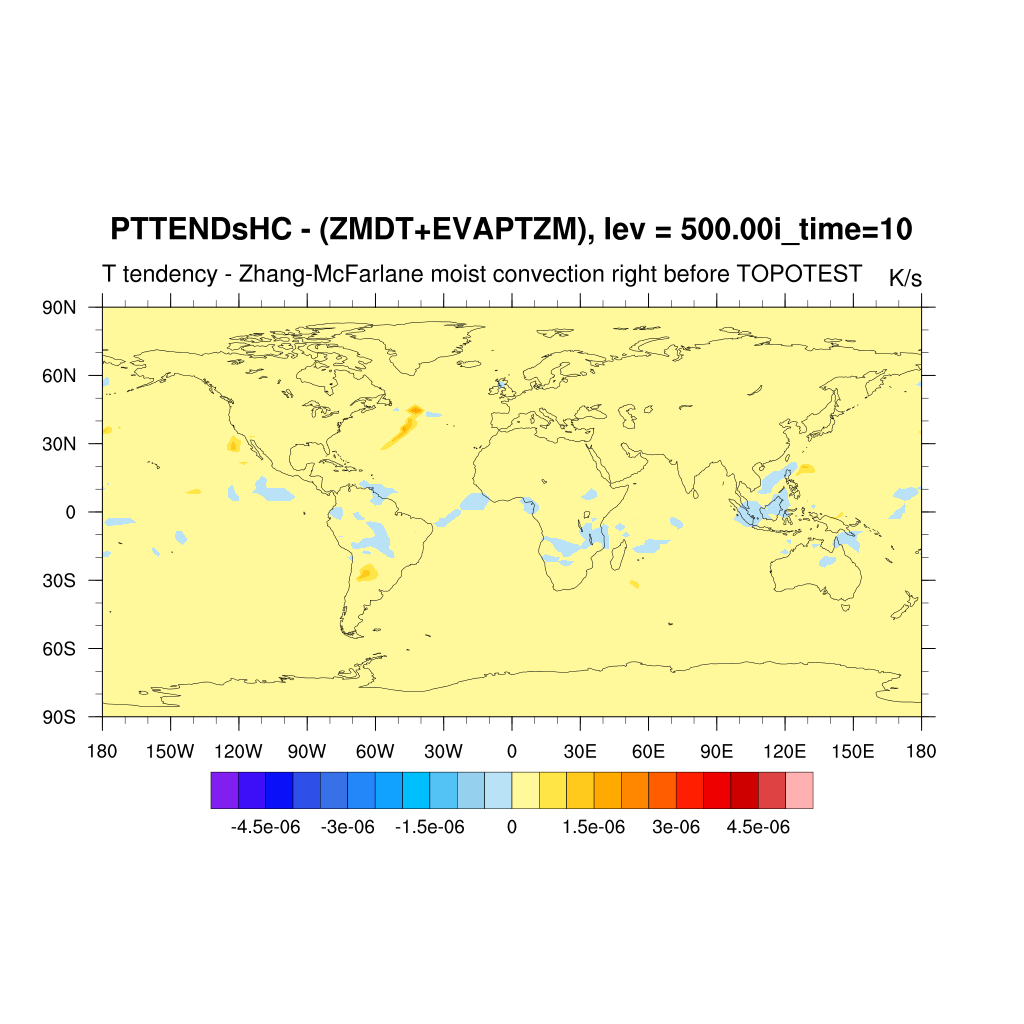 PTTENDsHC - (ZMDT+EVAPTZM), lev = 500.00i_time=10
T tendency - Zhang-McFarlane moist convection right before TOPOTEST K/s
90N
60N
30N
0
30S
60S
90S
180 150W 120W 90W 60W 30W 0 30E 60E 90E 120E 150E 180
-4.5e-06 -3e-06 -1.5e-06 0 1.5e-06 3e-06 4.5e-06